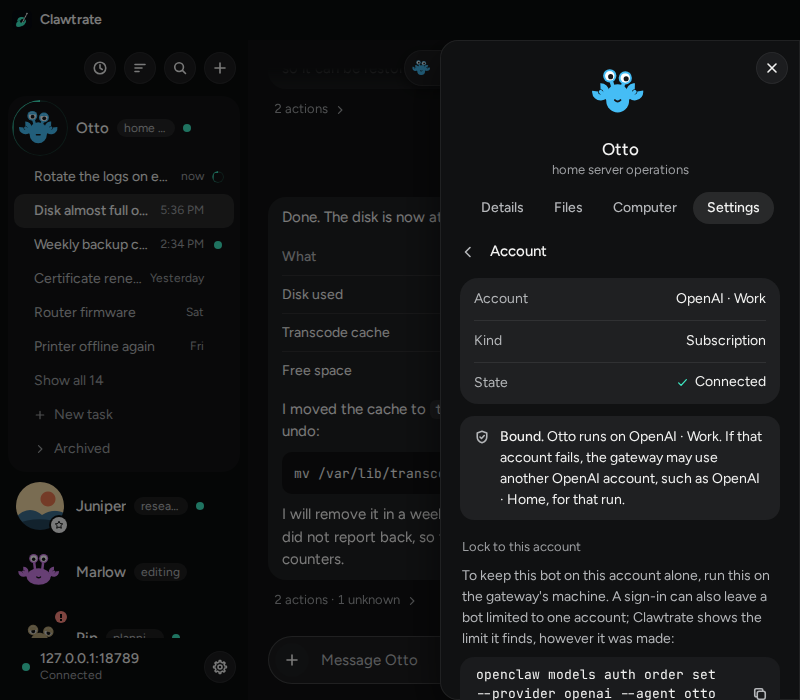 Clawtrate
Otto home ...
Rotate the logs on e... now
Disk almost full o... 5:36 PM
Weekly backup c... 2:34 PM
Certificate rene... Yesterday
Router firmware Sat
Printer offline again Fri
Show all 14
+ New task
Archived
Juniper resea...
Marlow editing
Pip planni...
127.0.0.1:18789
Connected
2 actions
Done. The disk is now at
What
Disk used
Transcode cache
Free space
I moved the cache to
undo:
mv /var/lib/transc
I will remove it in a
did not report back, so
counters.
2 actions · 1 unknown
Message Otto
Otto
home server operations
Details Files Computer Settings
Account
Account OpenAI · Work
Kind Subscription
State Connected
Bound. Otto runs on OpenAI · Work. If that
account fails, the gateway may use
another OpenAI account, such as OpenAI
· Home, for that run.
Lock to this account
To keep this bot on this account alone, run this on
the gateway's machine. A sign-in can also leave a
bot limited to one account; Clawtrate shows the
limit it finds, however it was made:
openclaw models auth order set
--provider openai --agent otto